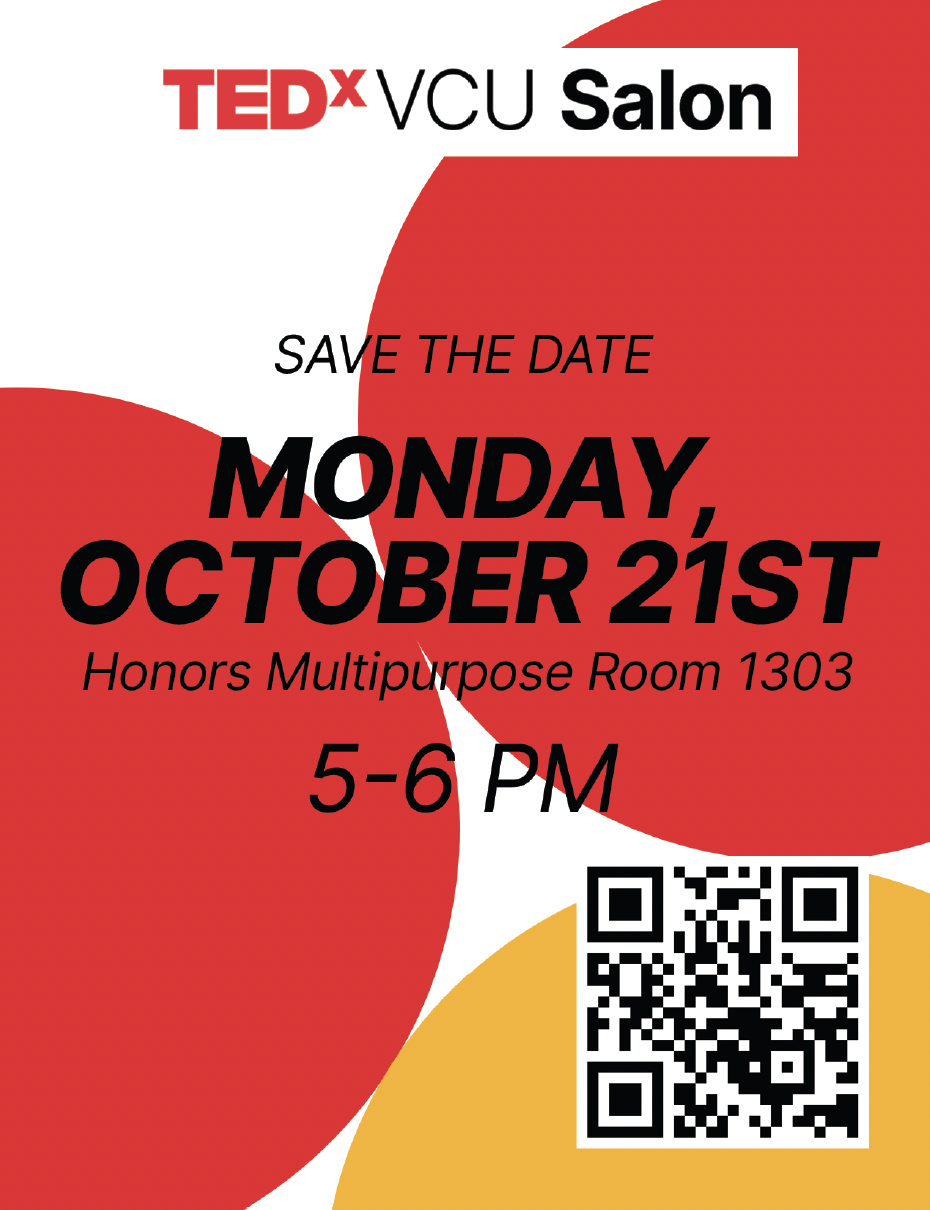 TEDx VCU Salon
SAVE THE DATE
MONDAY,
OCTOBER 21ST
Honors Multipurpose Room 1303
5-6 PM